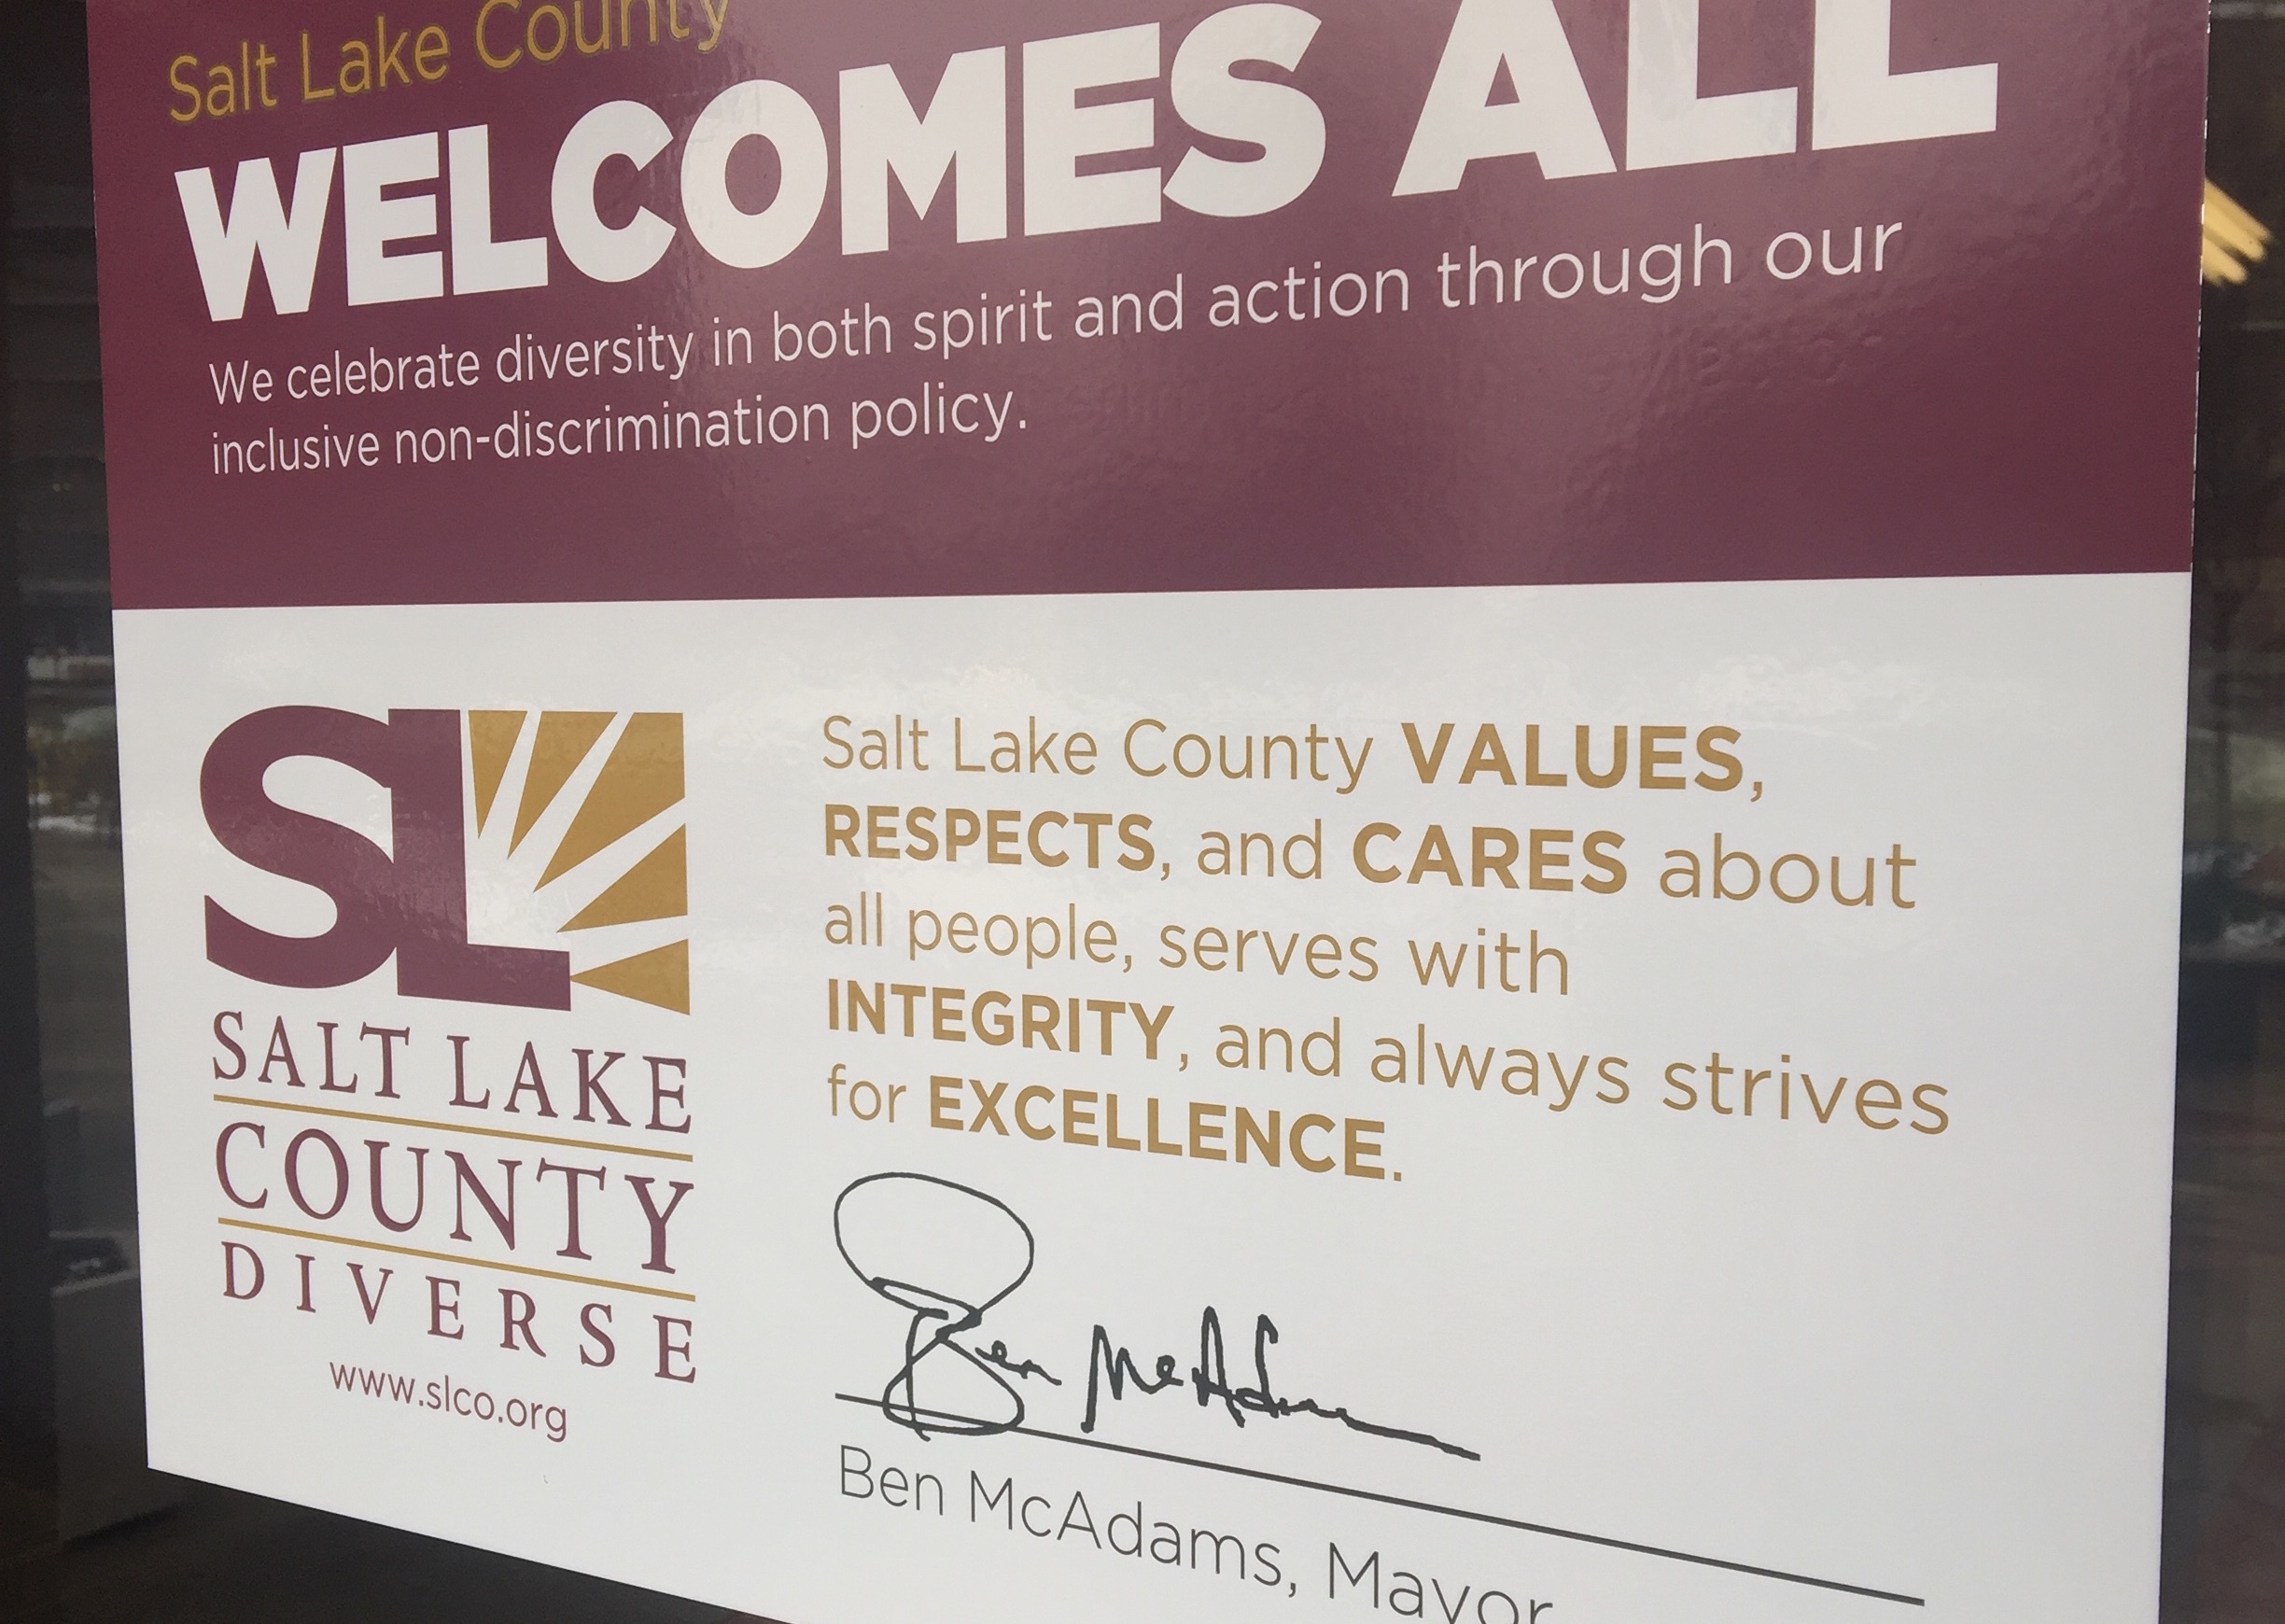 Salt Lake County
WELCOMES ALL
We celebrate diversity in both spirit and action through our
inclusive non-discrimination policy.
SL
SALT LAKE
COUNTY
DIVERSE
www.slco.org
Salt Lake County VALUES,
RESPECTS, and CARES about
all people, serves with
INTEGRITY, and always strives
for EXCELLENCE.
Ben McAdams
Ben McAdams, Mayor